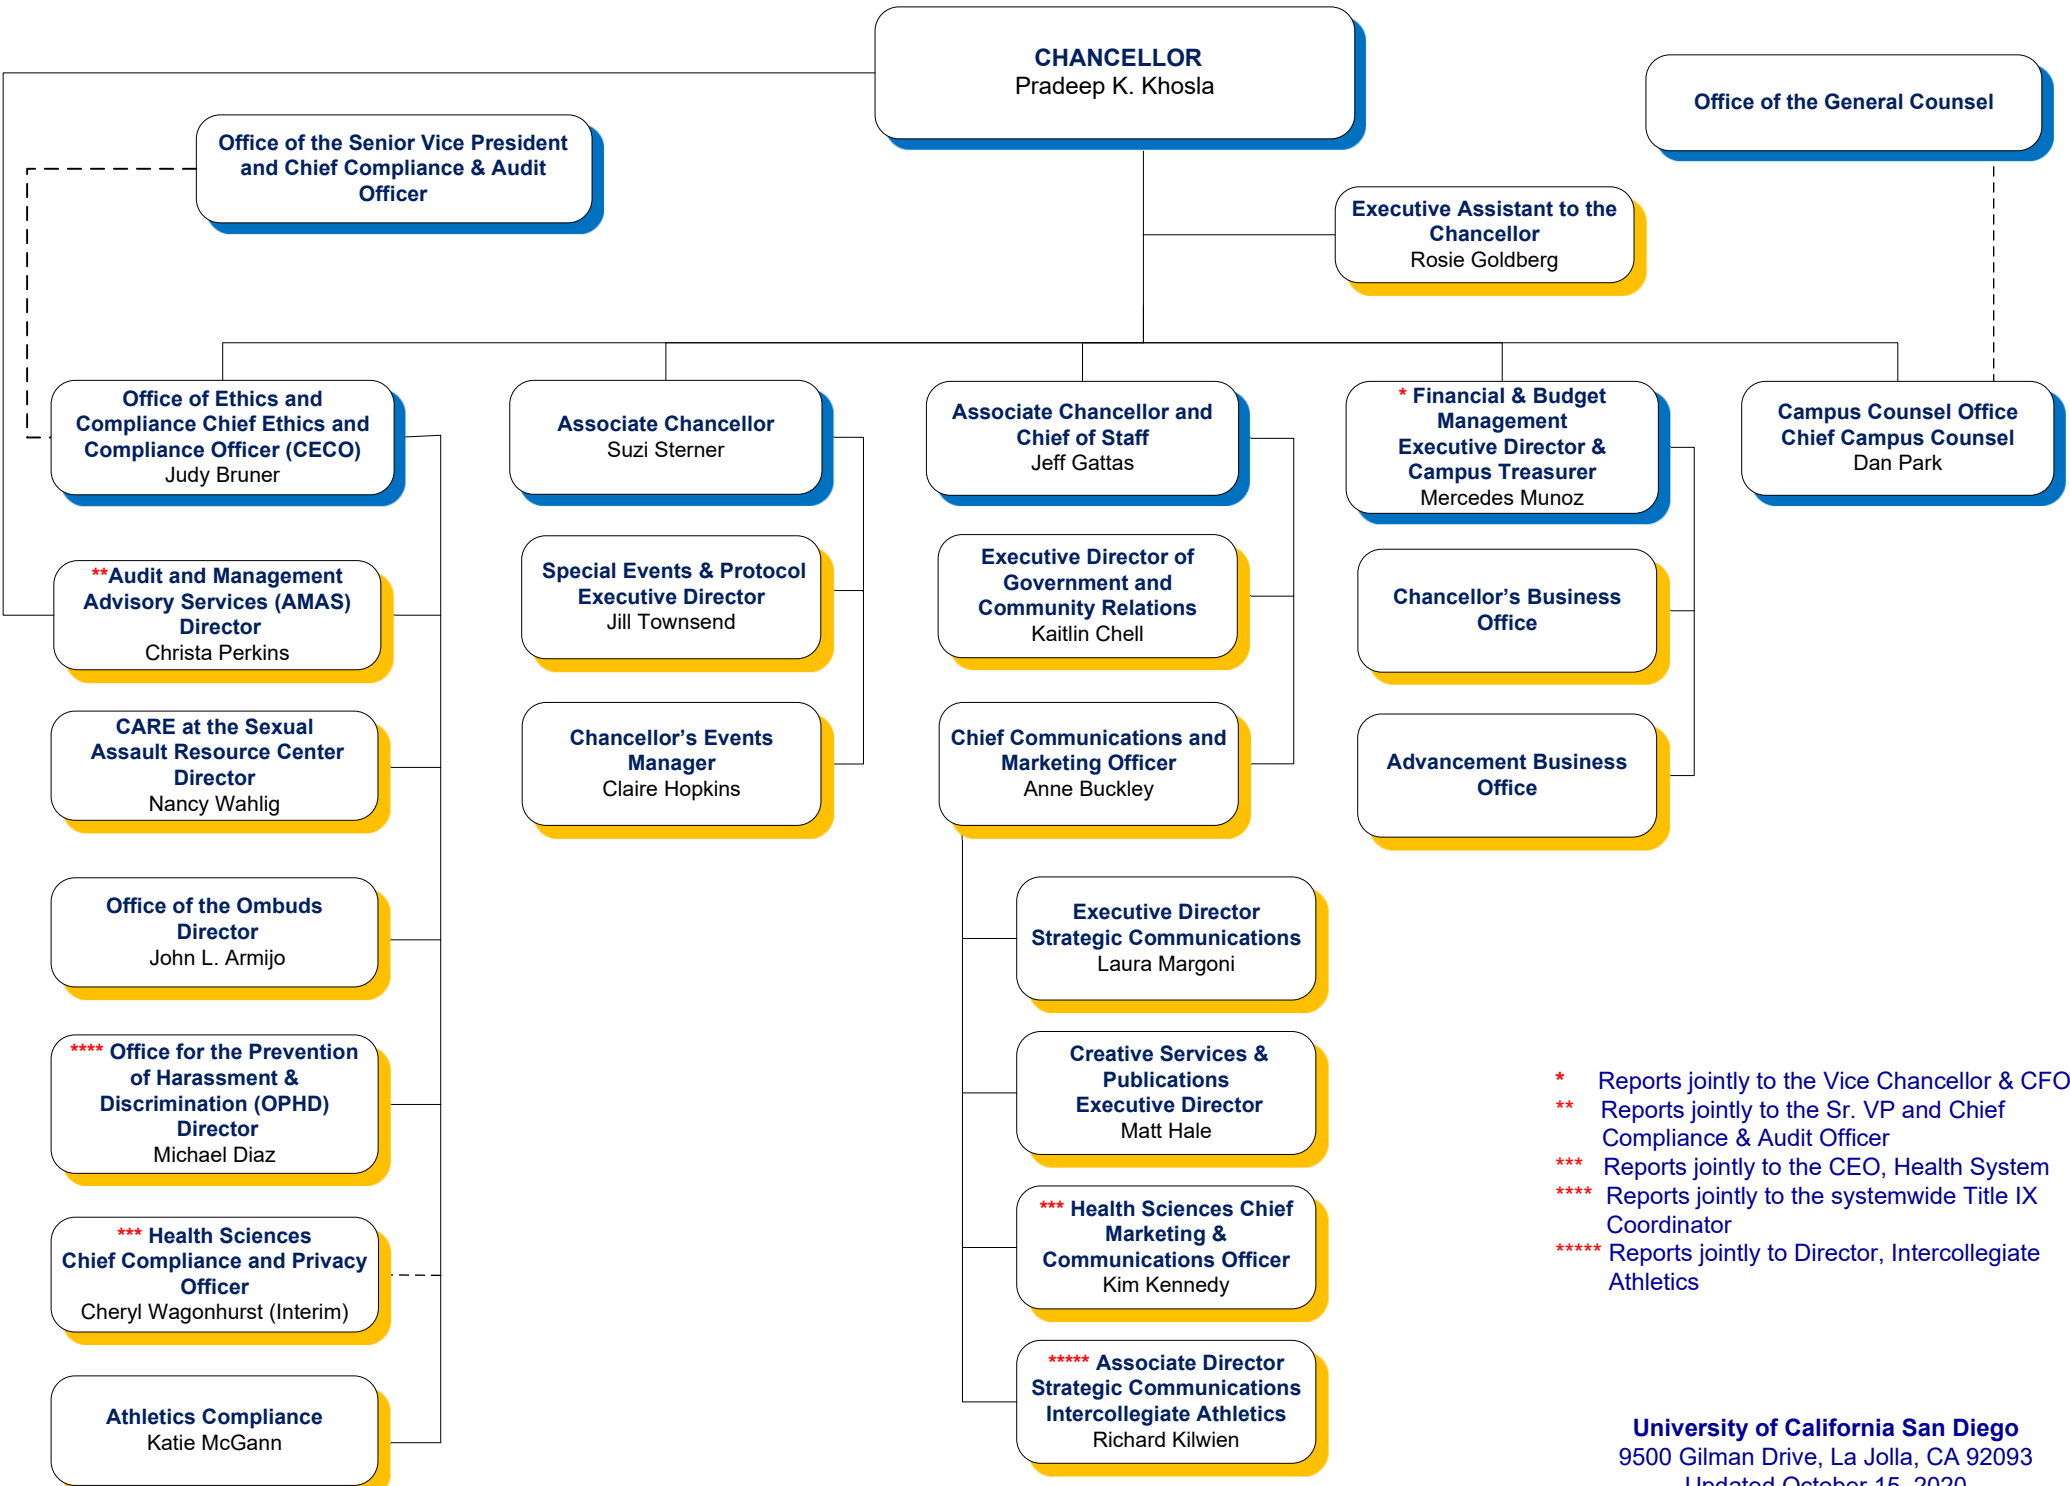 CHANCELLOR
Pradeep K. Khosla
Office of the General Counsel
Office of the Senior Vice President
and Chief Compliance & Audit
Officer
Executive Assistant to the
Chancellor
Rosie Goldberg
Office of Ethics and
Compliance Chief Ethics and
Compliance Officer (CECO)
Judy Bruner
Associate Chancellor
Suzi Sterner
Associate Chancellor and
Chief of Staff
Jeff Gattas
* Financial & Budget
Management
Executive Director &
Campus Treasurer
Mercedes Munoz
Campus Counsel Office
Chief Campus Counsel
Dan Park
**Audit and Management
Advisory Services (AMAS)
Director
Christa Perkins
Special Events & Protocol
Executive Director
Jill Townsend
Executive Director of
Government and
Community Relations
Kaitlin Chell
Chancellor’s Business
Office
CARE at the Sexual
Assault Resource Center
Director
Nancy Wahlig
Chancellor’s Events
Manager
Claire Hopkins
Chief Communications and
Marketing Officer
Anne Buckley
Advancement Business
Office
Office of the Ombuds
Director
John L. Armijo
Executive Director
Strategic Communications
Laura Margoni
**** Office for the Prevention
of Harassment &
Discrimination (OPHD)
Director
Michael Diaz
Creative Services &
Publications
Executive Director
Matt Hale
*** Health Sciences
Chief Compliance and Privacy
Officer
Cheryl Wagonhurst (Interim)
*** Health Sciences Chief
Marketing &
Communications Officer
Kim Kennedy
Athletics Compliance
Katie McGann
***** Associate Director
Strategic Communications
Intercollegiate Athletics
Richard Kilwien
* Reports jointly to the Vice Chancellor & CFO
** Reports jointly to the Sr. VP and Chief
Compliance & Audit Officer
*** Reports jointly to the CEO, Health System
**** Reports jointly to the systemwide Title IX
Coordinator
***** Reports jointly to Director, Intercollegiate
Athletics
University of California San Diego
9500 Gilman Drive, La Jolla, CA 92093
Updated October 15, 2020